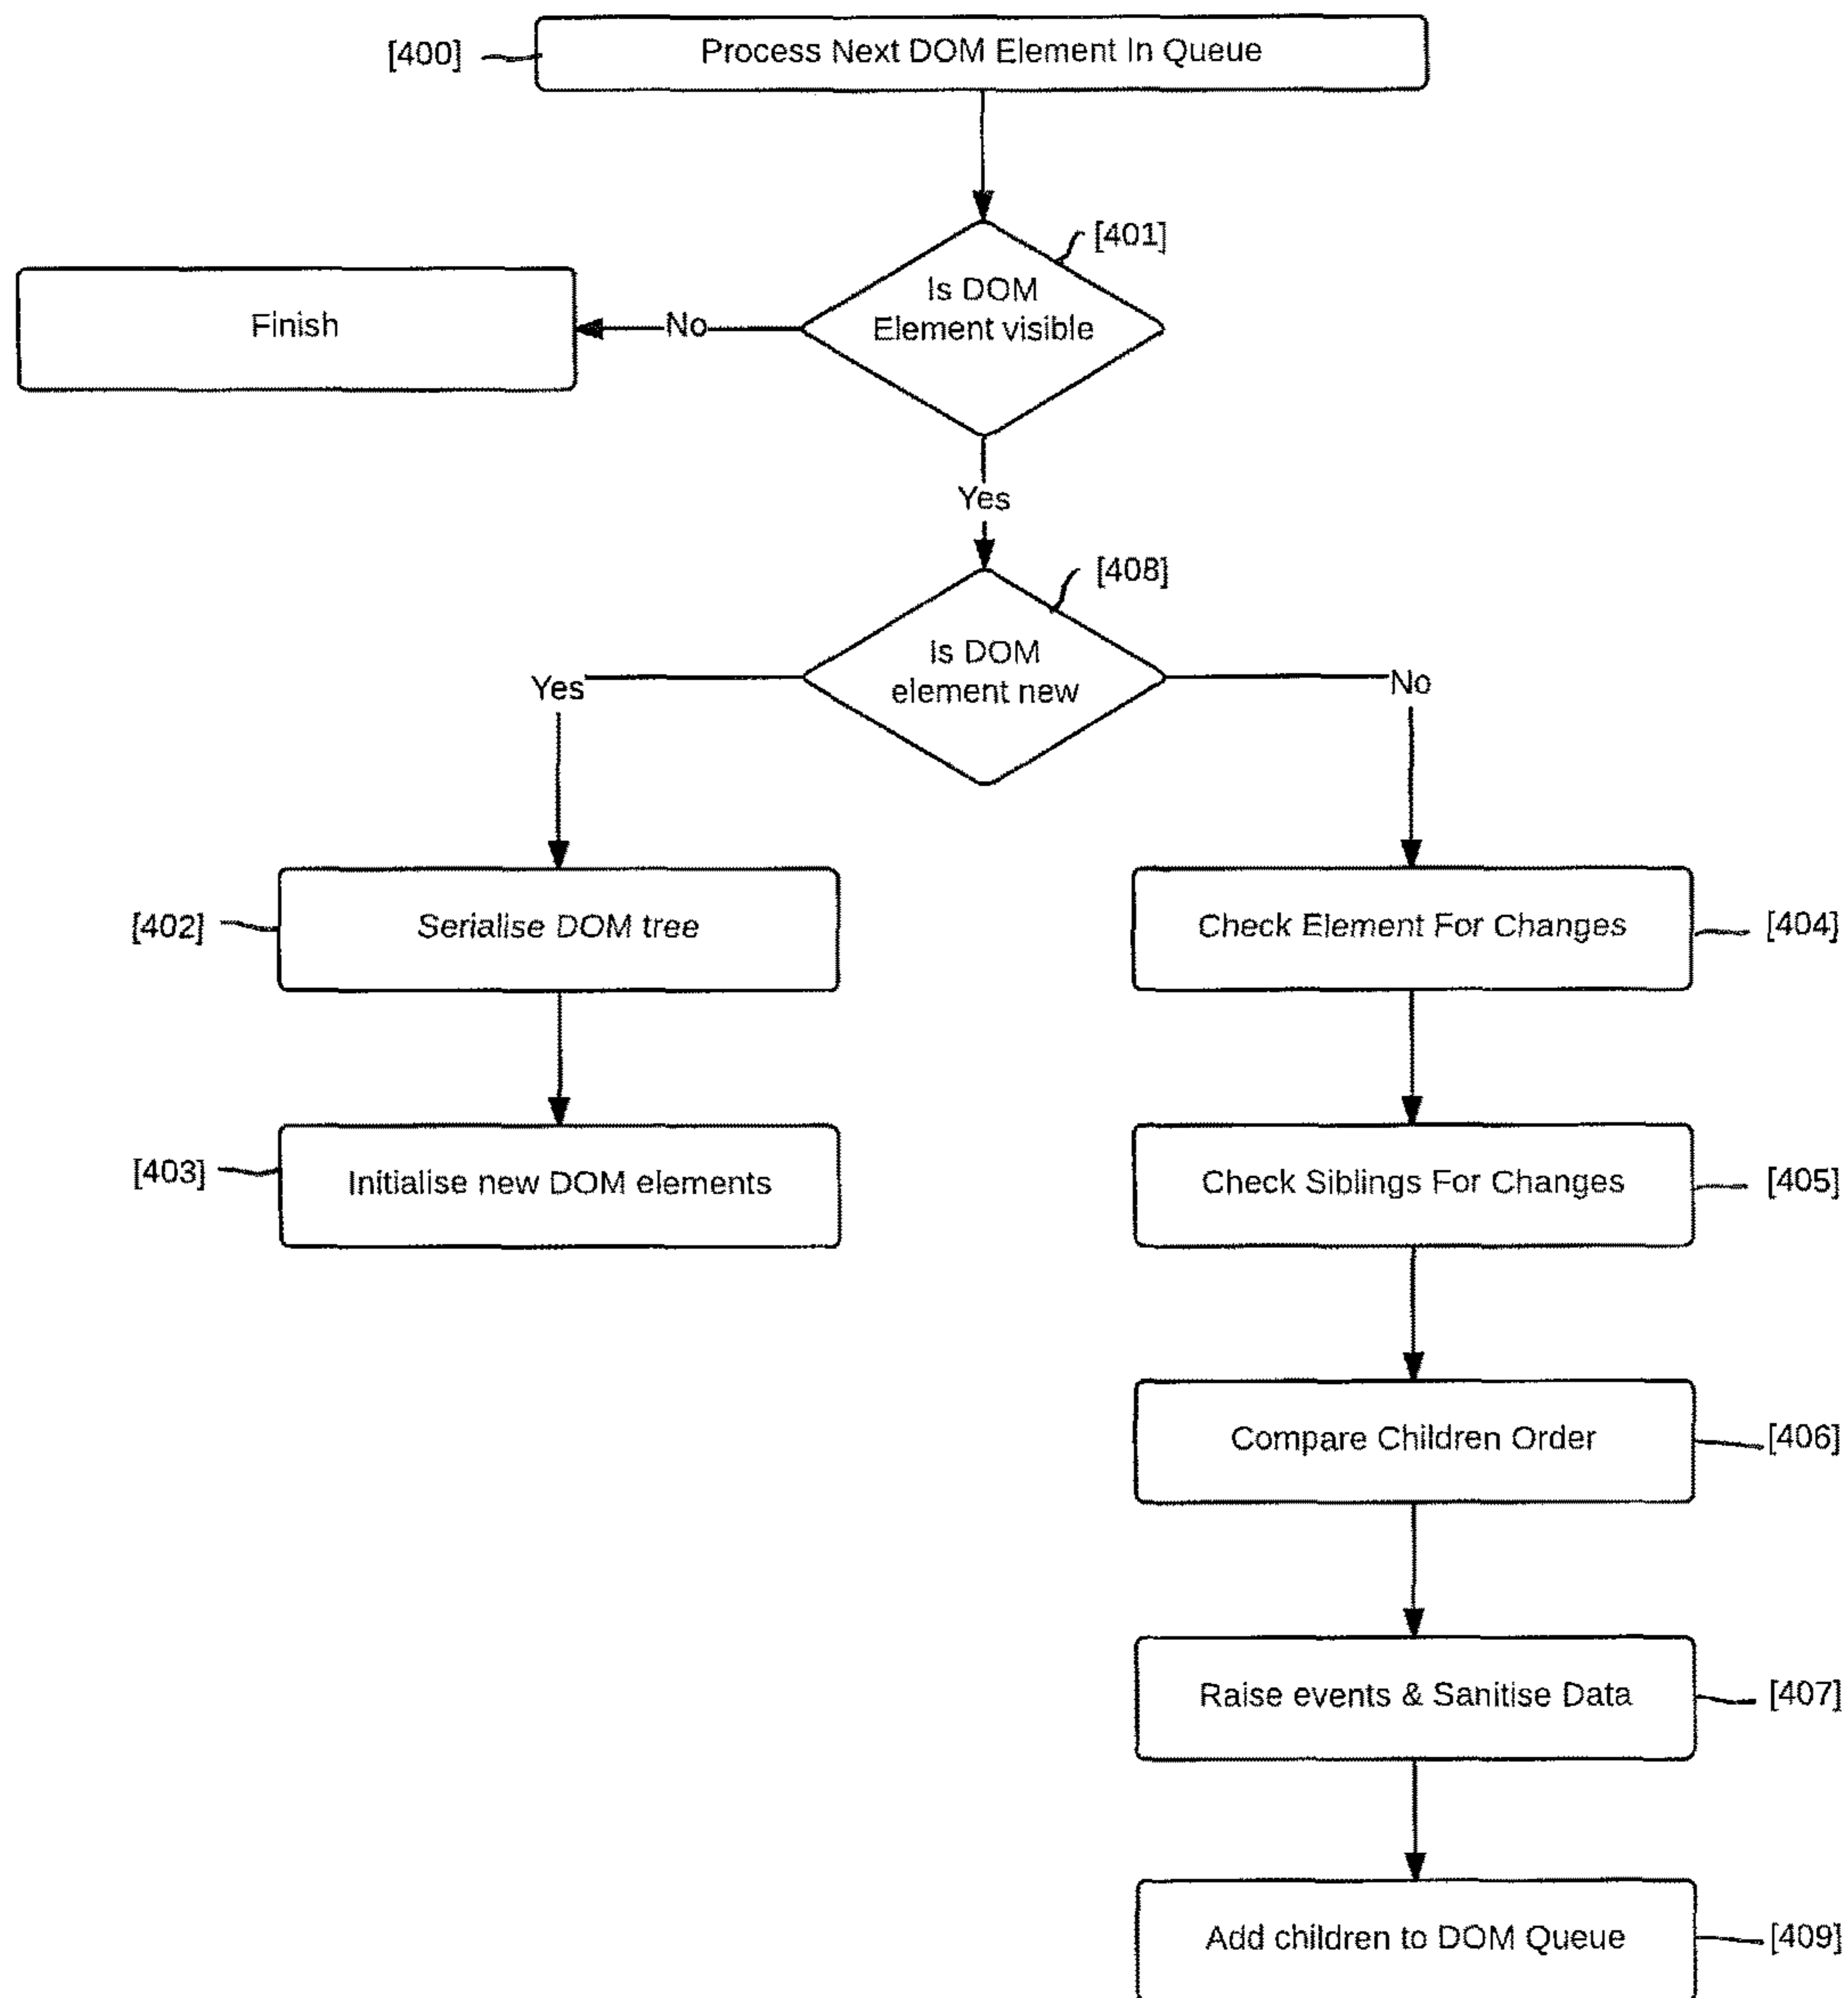 [400]
Process Next DOM Element In Queue
[401]
Is DOM
Element visible
No
Finish
Yes
[408]
Is DOM
element new
Yes
No
[402]
Serialise DOM tree
Check Element For Changes
[404]
[403]
Initialise new DOM elements
Check Siblings For Changes
[405]
Compare Children Order
[406]
Raise events & Sanitise Data
[407]
Add children to DOM Queue
[409]